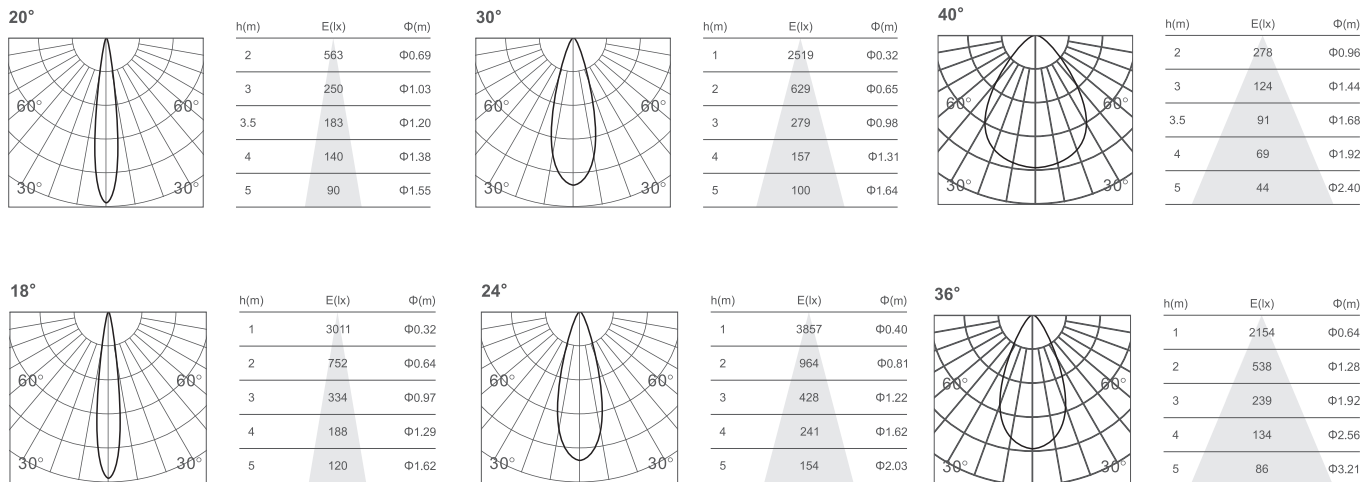 20°
60° 60°
30° 30°
h(m) E(lx) Φ(m)
2 563 Φ0.69
3 250 Φ1.03
3.5 183 Φ1.20
4 140 Φ1.38
5 90 Φ1.55
30°
60° 60°
30° 30°
h(m) E(lx) Φ(m)
1 2519 Φ0.32
2 629 Φ0.65
3 279 Φ0.98
4 157 Φ1.31
5 100 Φ1.64
40°
60° 60°
30° 30°
h(m) E(lx) Φ(m)
2 278 Φ0.96
3 124 Φ1.44
3.5 91 Φ1.68
4 69 Φ1.92
5 44 Φ2.40
18°
60° 60°
30° 30°
h(m) E(lx) Φ(m)
1 3011 Φ0.32
2 752 Φ0.64
3 334 Φ0.97
4 188 Φ1.29
5 120 Φ1.62
24°
60° 60°
30° 30°
h(m) E(lx) Φ(m)
1 3857 Φ0.40
2 964 Φ0.81
3 428 Φ1.22
4 241 Φ1.62
5 154 Φ2.03
36°
60° 60°
30° 30°
h(m) E(lx) Φ(m)
1 2154 Φ0.64
2 538 Φ1.28
3 239 Φ1.92
4 134 Φ2.56
5 86 Φ3.21